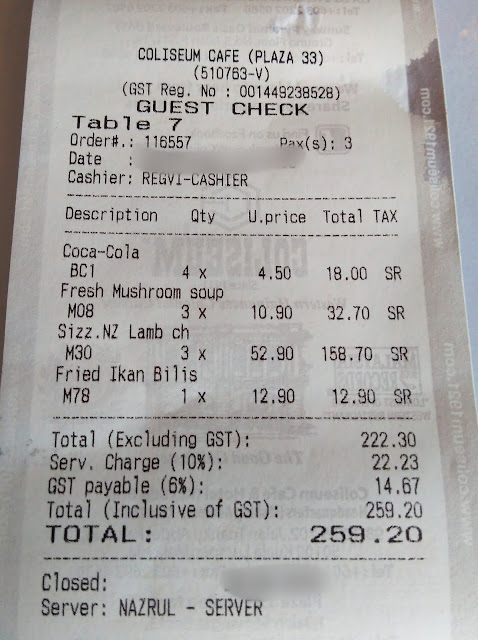 COLISEUM CAFE (PLAZA 33)
(510763-V)
(GST Reg. No : 001449238528)
GUEST CHECK
Table 7
Order#.: 116557 Pax(s): 3
Date :
Cashier: REGVI-CASHIER
Description Qty U.price Total TAX
Coca-Cola
BC1 4 x 4.50 18.00 SR
Fresh Mushroom soup
M08 3 x 10.90 32.70 SR
Sizz.NZ Lamb ch
M30 3 x 52.90 158.70 SR
Fried Ikan Bilis
M78 1 x 12.90 12.90 SR
Total (Excluding GST): 222.30
Serv. Charge (10%): 22.23
GST payable (6%): 14.67
Total (Inclusive of GST): 259.20
TOTAL: 259.20
Closed:
Server: NAZRUL - SERVER